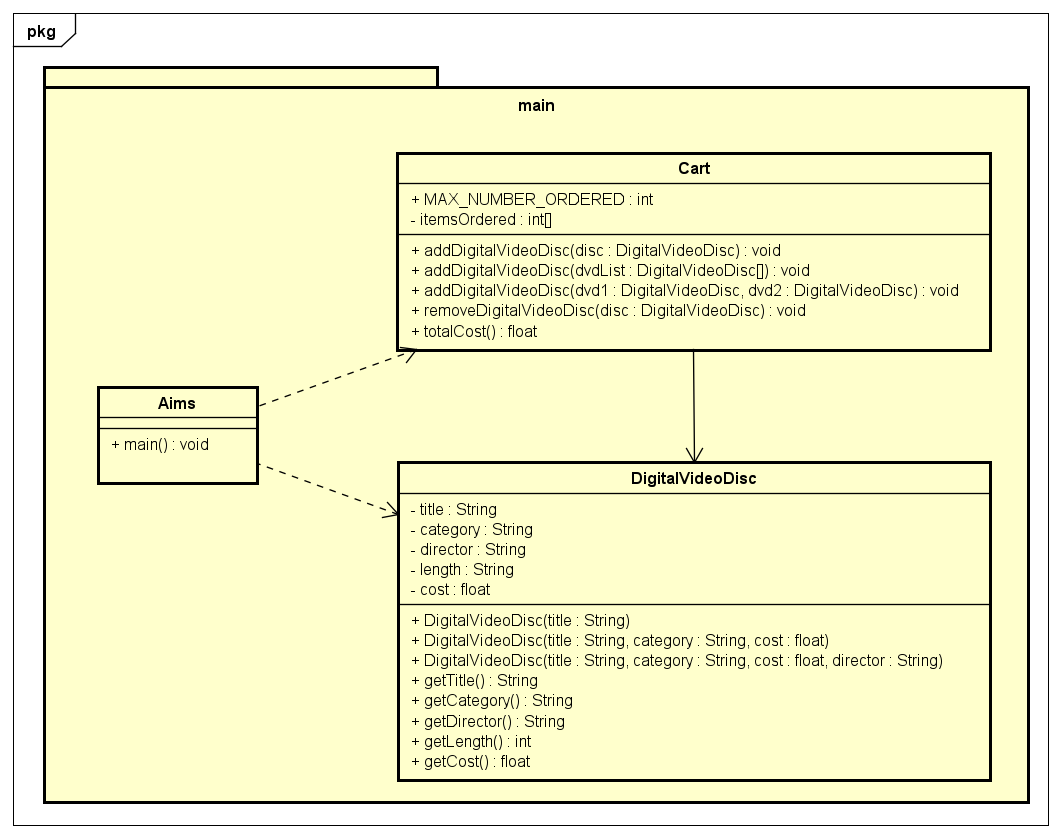 pkg
main
Cart
+ MAX_NUMBER_ORDERED : int
- itemsOrdered : int[]
+ addDigitalVideoDisc(disc : DigitalVideoDisc) : void
+ addDigitalVideoDisc(dvdList : DigitalVideoDisc[]) : void
+ addDigitalVideoDisc(dvd1 : DigitalVideoDisc, dvd2 : DigitalVideoDisc) : void
+ removeDigitalVideoDisc(disc : DigitalVideoDisc) : void
+ totalCost() : float
Aims
+ main() : void
DigitalVideoDisc
- title : String
- category : String
- director : String
- length : String
- cost : float
+ DigitalVideoDisc(title : String)
+ DigitalVideoDisc(title : String, category : String, cost : float)
+ DigitalVideoDisc(title : String, category : String, cost : float, director : String)
+ getTitle() : String
+ getCategory() : String
+ getDirector() : String
+ getLength() : int
+ getCost() : float